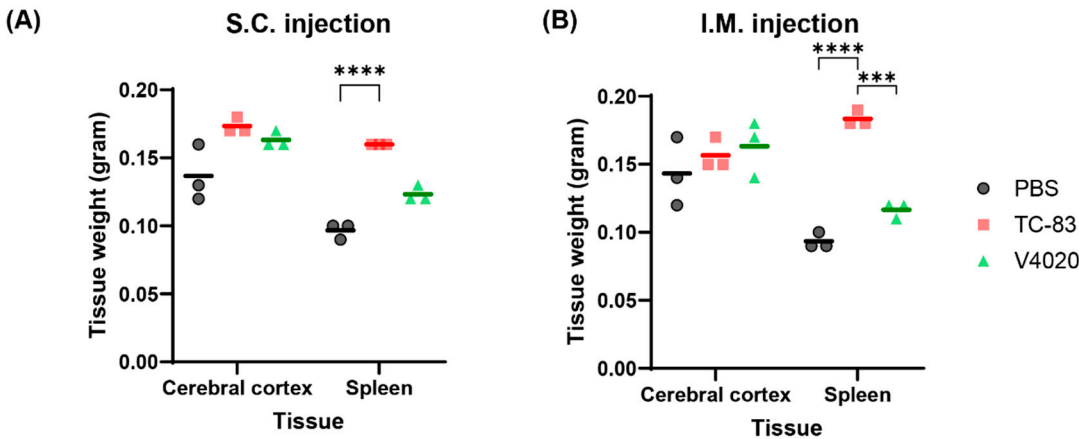 (A)
S.C. injection
****
0.20
0.15
0.10
0.05
0.00
Tissue weight (gram)
Cerebral cortex
Spleen
Tissue
(B)
I.M. injection
****
***
0.20
0.15
0.10
0.05
0.00
Tissue weight (gram)
Cerebral cortex
Spleen
Tissue
PBS
TC-83
V4020